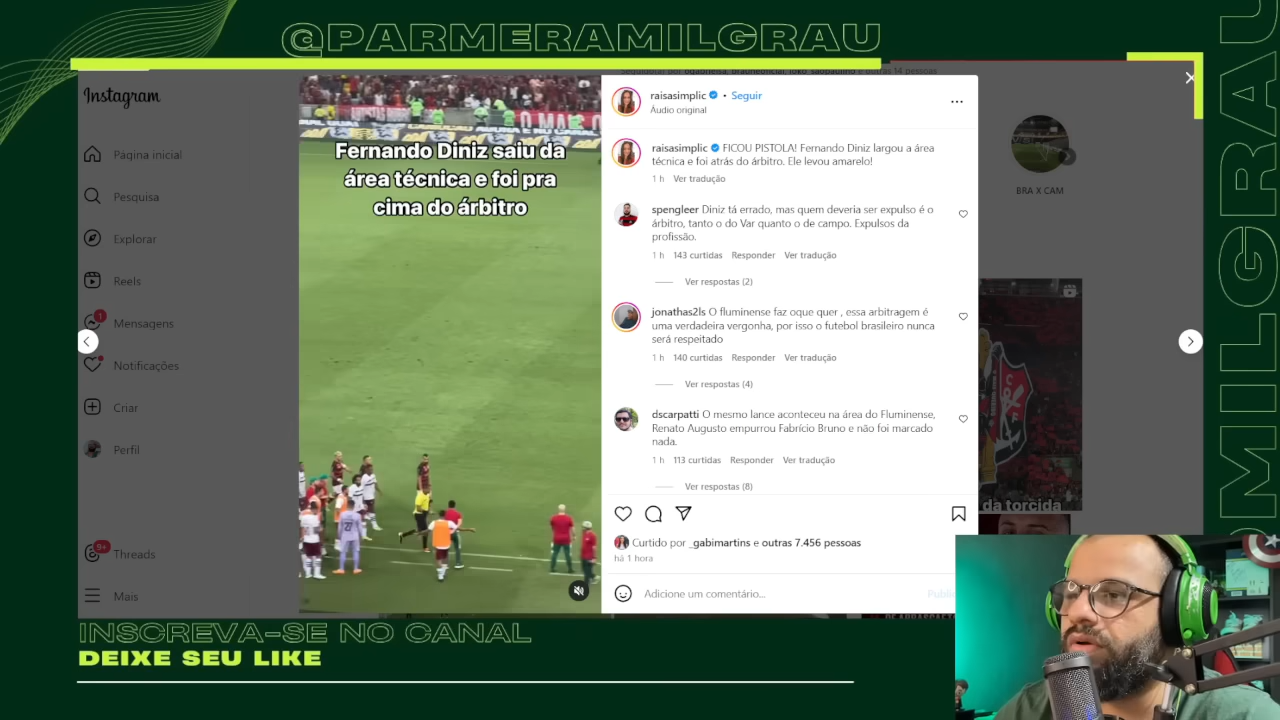 @PARMERAMILGRAU
Instagram
Página inicial
Pesquisa
Explorar
Reels
1
Mensagens
Notificações
Criar
Perfil
9+
Threads
Mais
Fernando Diniz saiu da
área técnica e foi pra
cima do árbitro
raisasimplic • Seguir
Áudio original
raisasimplic FICOU PISTOLA! Fernando Diniz largou a área
técnica e foi atrás do árbitro. Ele levou amarelo!
1 h Ver tradução
spengleer Diniz tá errado, mas quem deveria ser expulso é o
árbitro, tanto o do Var quanto o de campo. Expulsos da
profissão.
1 h 143 curtidas Responder Ver tradução
Ver respostas (2)
jonathas2ls O fluminense faz oque quer , essa arbitragem é
uma verdadeira vergonha, por isso o futebol brasileiro nunca
será respeitado
1 h 140 curtidas Responder Ver tradução
Ver respostas (4)
dscarpatti O mesmo lance aconteceu na área do Fluminense,
Renato Augusto empurrou Fabrício Bruno e não foi marcado
nada.
1 h 113 curtidas Responder Ver tradução
Ver respostas (8)
Curtido por _gabimartins e outras 7.456 pessoas
há 1 hora
Adicione um comentário...
BRA X CAM
da torcida
INSCREVA-SE NO CANAL
DEIXE SEU LIKE
MILGRAU